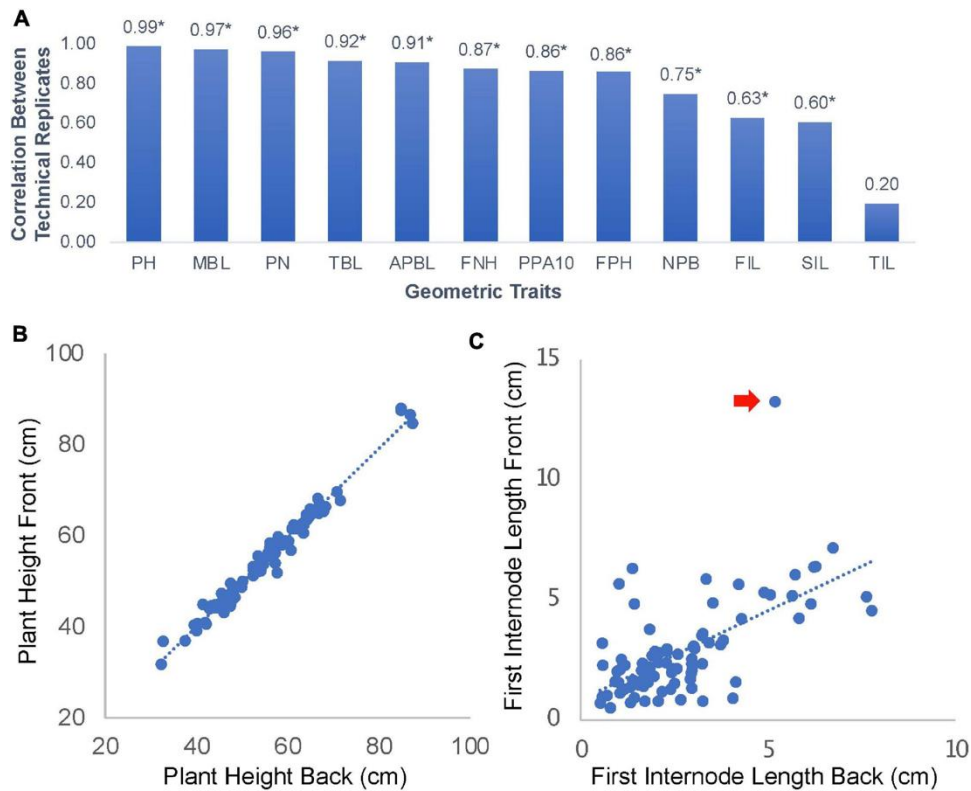 A
Correlation Between
Technical Replicates
1.00
0.80
0.60
0.40
0.20
0.00
0.99* 0.97* 0.96* 0.92* 0.91* 0.87* 0.86* 0.86* 0.75* 0.63* 0.60* 0.20
PH MBL PN TBL APBL FNH PPA10 FPH NPB FIL SIL TIL
Geometric Traits
B
Plant Height Front (cm)
100
80
60
40
20
20 40 60 80 100
Plant Height Back (cm)
C
First Internode Length Front (cm)
15
10
5
0
0 5 10
First Internode Length Back (cm)